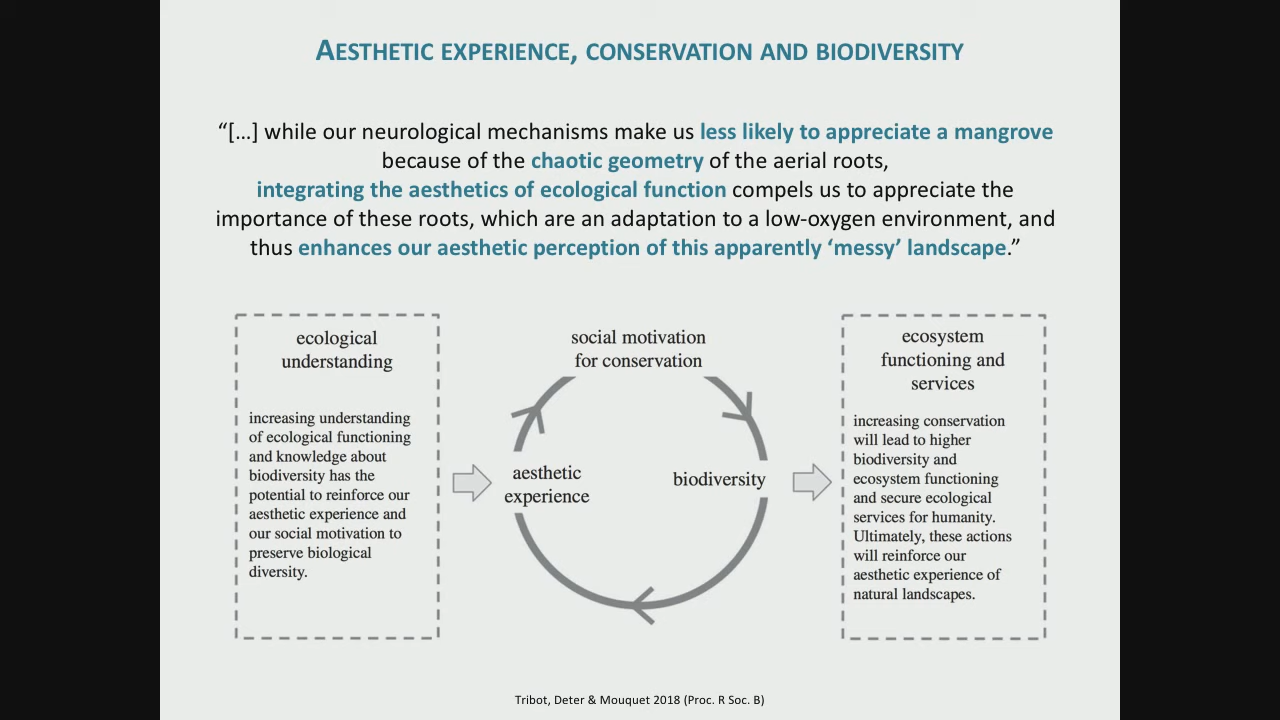 AESTHETIC EXPERIENCE, CONSERVATION AND BIODIVERSITY
“[…] while our neurological mechanisms make us less likely to appreciate a mangrove
because of the chaotic geometry of the aerial roots,
integrating the aesthetics of ecological function compels us to appreciate the
importance of these roots, which are an adaptation to a low-oxygen environment, and
thus enhances our aesthetic perception of this apparently ‘messy’ landscape.”
ecological
understanding
increasing understanding
of ecological functioning
and knowledge about
biodiversity has the
potential to reinforce our
aesthetic experience and
our social motivation to
preserve biological
diversity.
social motivation
for conservation
aesthetic
experience
biodiversity
ecosystem
functioning and
services
increasing conservation
will lead to higher
biodiversity and
ecosystem functioning
and secure ecological
services for humanity.
Ultimately, these actions
will reinforce our
aesthetic experience of
natural landscapes.
Tribot, Deter & Mouquet 2018 (Proc. R Soc. B)